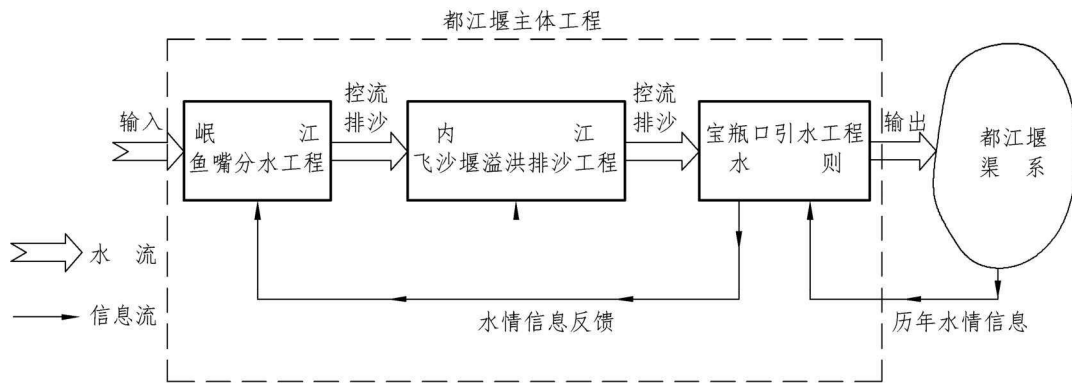 都江堰主体工程
输入
岷江
鱼嘴分水工程
控流
排沙
内江
飞沙堰溢洪排沙工程
控流
排沙
宝瓶口引水工程
水则
输出
都江堰
渠系
水流
信息流
水情信息反馈
历年水情信息